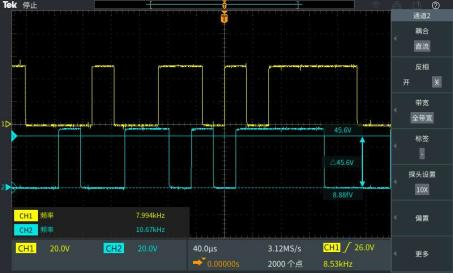 Tek 停止
通道2
耦合
直流
反相
开 关
带宽
全带宽
标签
探头设置
10X
偏置
更多
45.6V
△45.6V
8.88fV
CH1 频率 7.994kHz
CH2 频率 10.67kHz
CH1 20.0V CH2 20.0V 40.0µs 3.12MS/s CH1 26.0V
0.00000s 2000 个点 8.53kHz